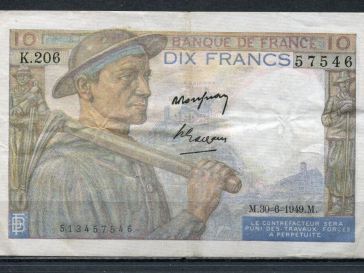 10 BANQUE DE FRANCE 10
K.206 DIX FRANCS 57546
M.30-6-1949.M.
513457546
LE CONTREFACTEUR SERA
PUNI DES TRAVAUX FORCÉS
A PERPÉTUITÉ